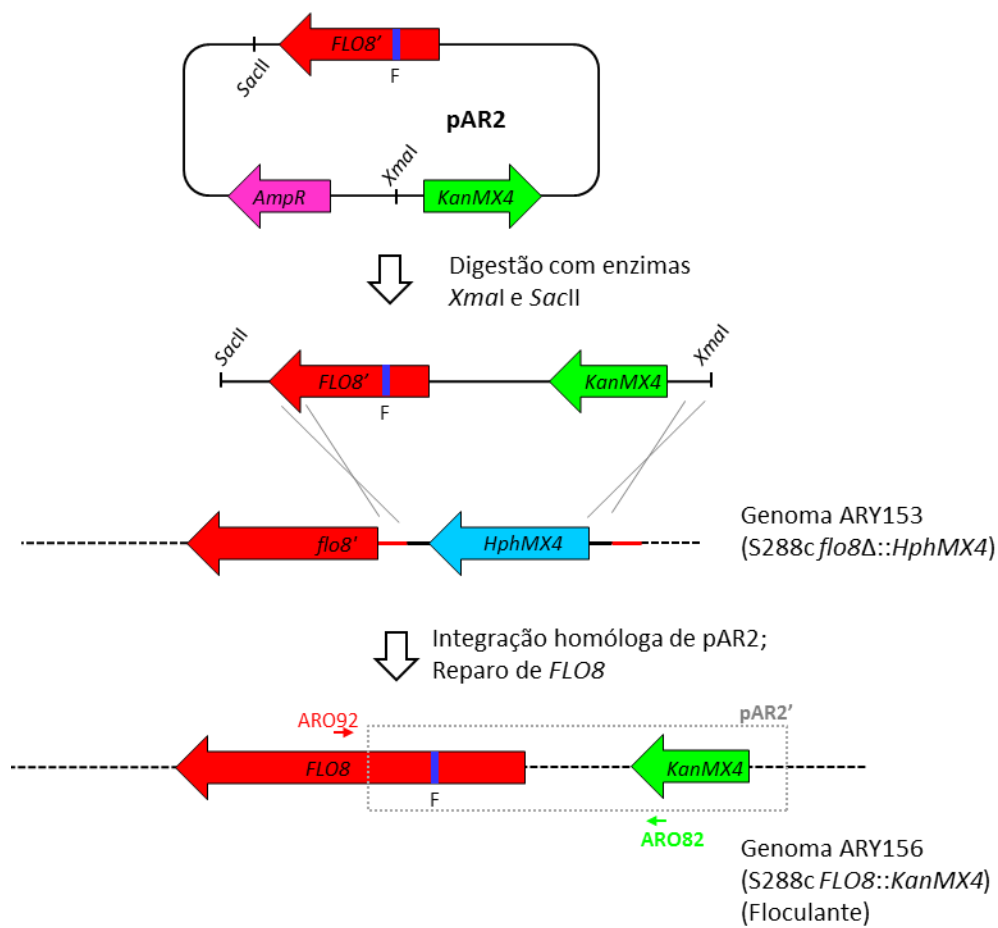 FLO8'
SacII
F
pAR2
XmaI
AmpR
KanMX4
Digestão com enzimas
XmaI e SacII
SacII
XmaI
FLO8'
KanMX4
F
Genoma ARY153
flo8'
HphMX4
(S288c flo8Δ::HphMX4)
Integração homóloga de pAR2;
Reparo de FLO8
ARO92
pAR2'
FLO8
KanMX4
F
ARO82
Genoma ARY156
(S288c FLO8::KanMX4)
(Floculante)